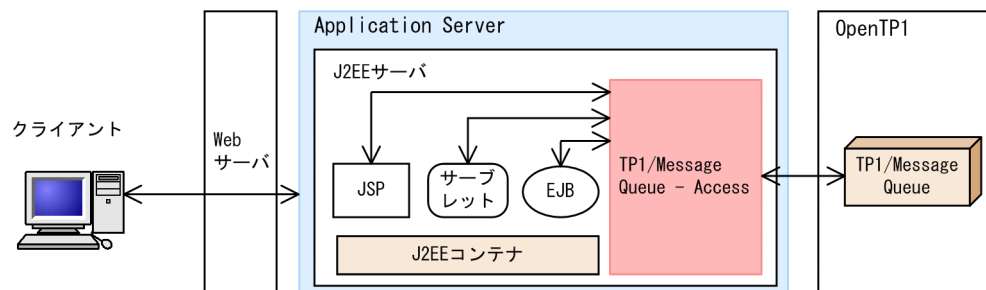 Application Server
OpenTP1
J2EEサーバ
クライアント
Web
サーバ
JSP
サーブ
レット
EJB
TP1/Message
Queue − Access
TP1/Message
Queue
J2EEコンテナ